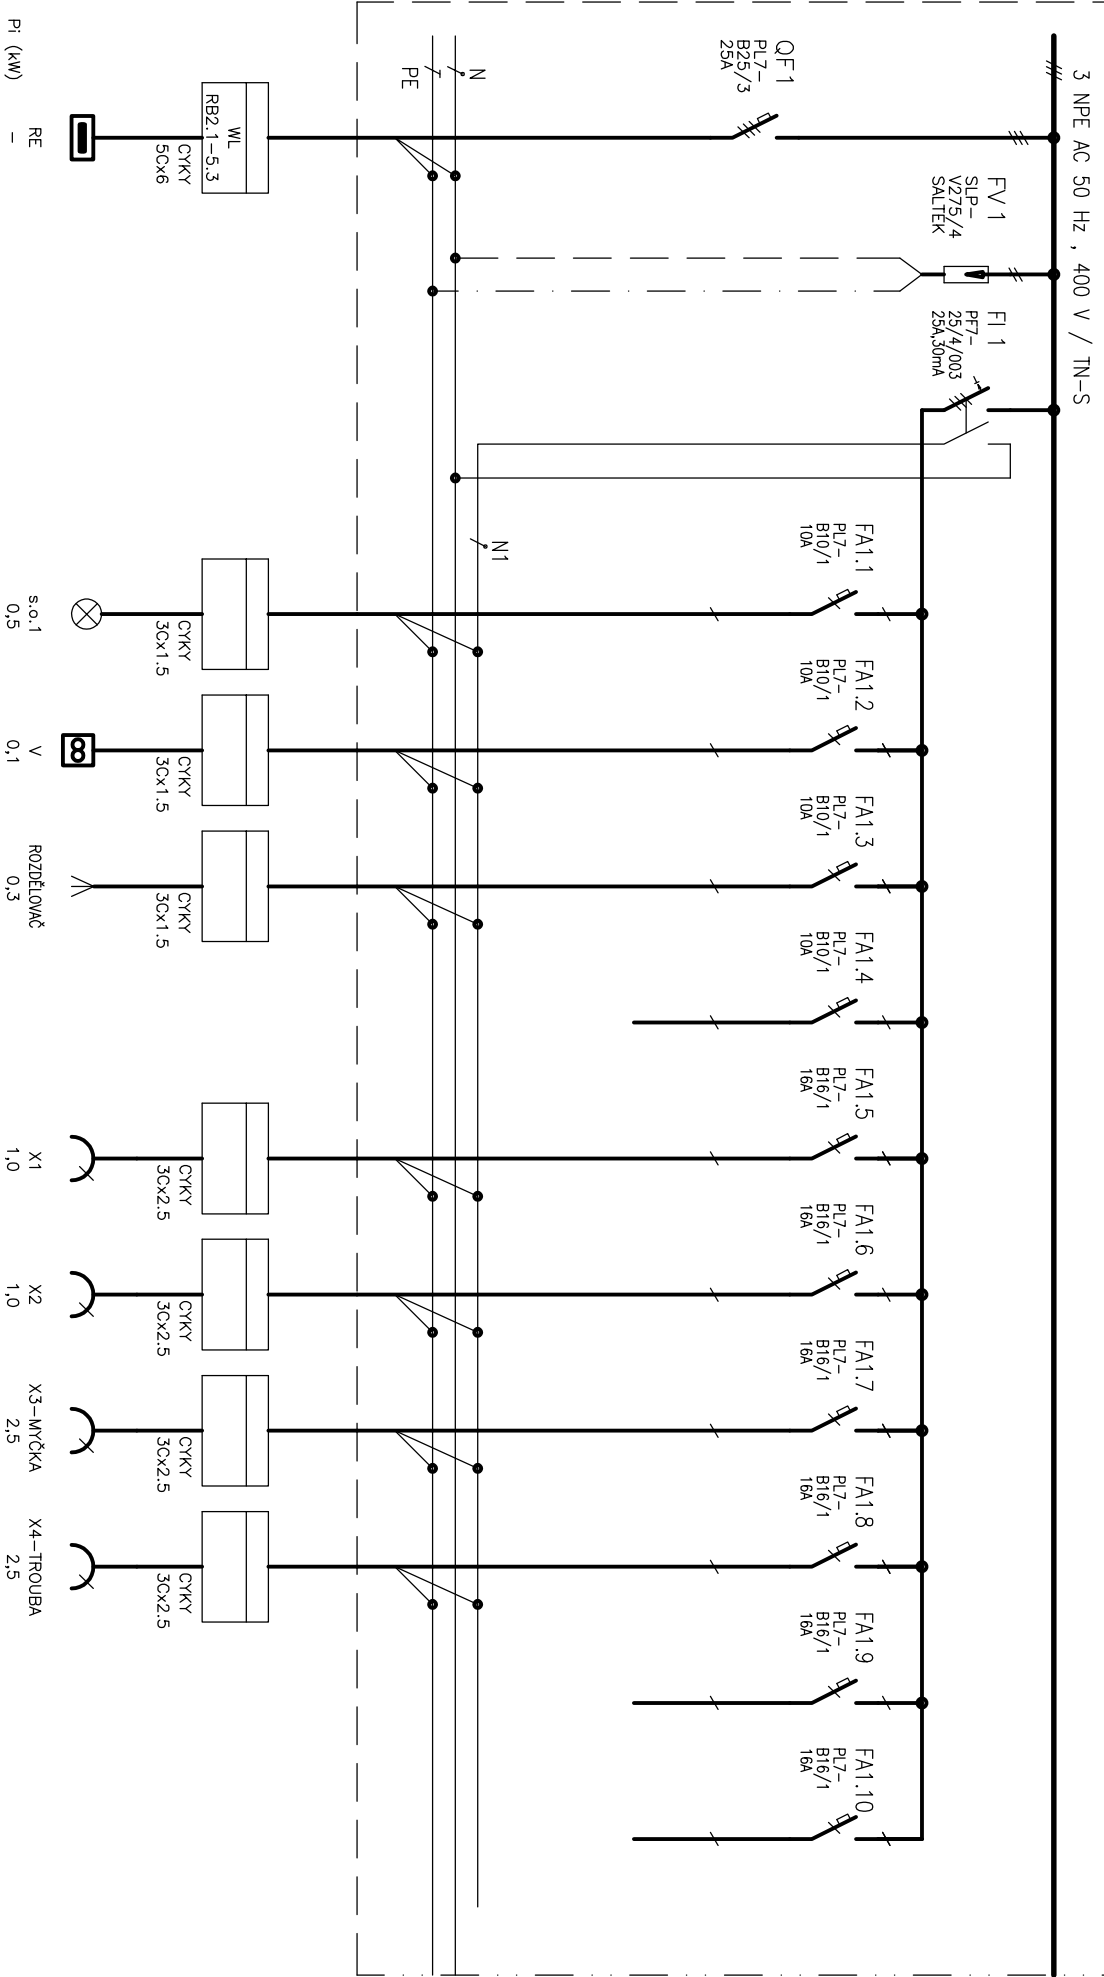 3 NPE AC 50 Hz , 400 V / TN-S
QF1
PL7-
B25/3
25A
FV 1
SLP-
V275/4
SALTEK
FI 1
PF7-
25/4/003
25A,30mA
FA1.1
PL7-
B10/1
10A
FA1.2
PL7-
B10/1
10A
FA1.3
PL7-
B10/1
10A
FA1.4
PL7-
B10/1
10A
FA1.5
PL7-
B16/1
16A
FA1.6
PL7-
B16/1
16A
FA1.7
PL7-
B16/1
16A
FA1.8
PL7-
B16/1
16A
FA1.9
PL7-
B16/1
16A
FA1.10
PL7-
B16/1
16A
N
PE
N1
WL
RB2.1-5.3
CYKY
5Cx6
CYKY
3Cx1.5
CYKY
3Cx1.5
CYKY
3Cx1.5
CYKY
3Cx2.5
CYKY
3Cx2.5
CYKY
3Cx2.5
CYKY
3Cx2.5
RE s.o.1 V ROZDĚLOVAČ X1 X2 X3-MYČKA X4-TROUBA
Pi (kW) - 0,5 0,1 0,3 1,0 1,0 2,5 2,5